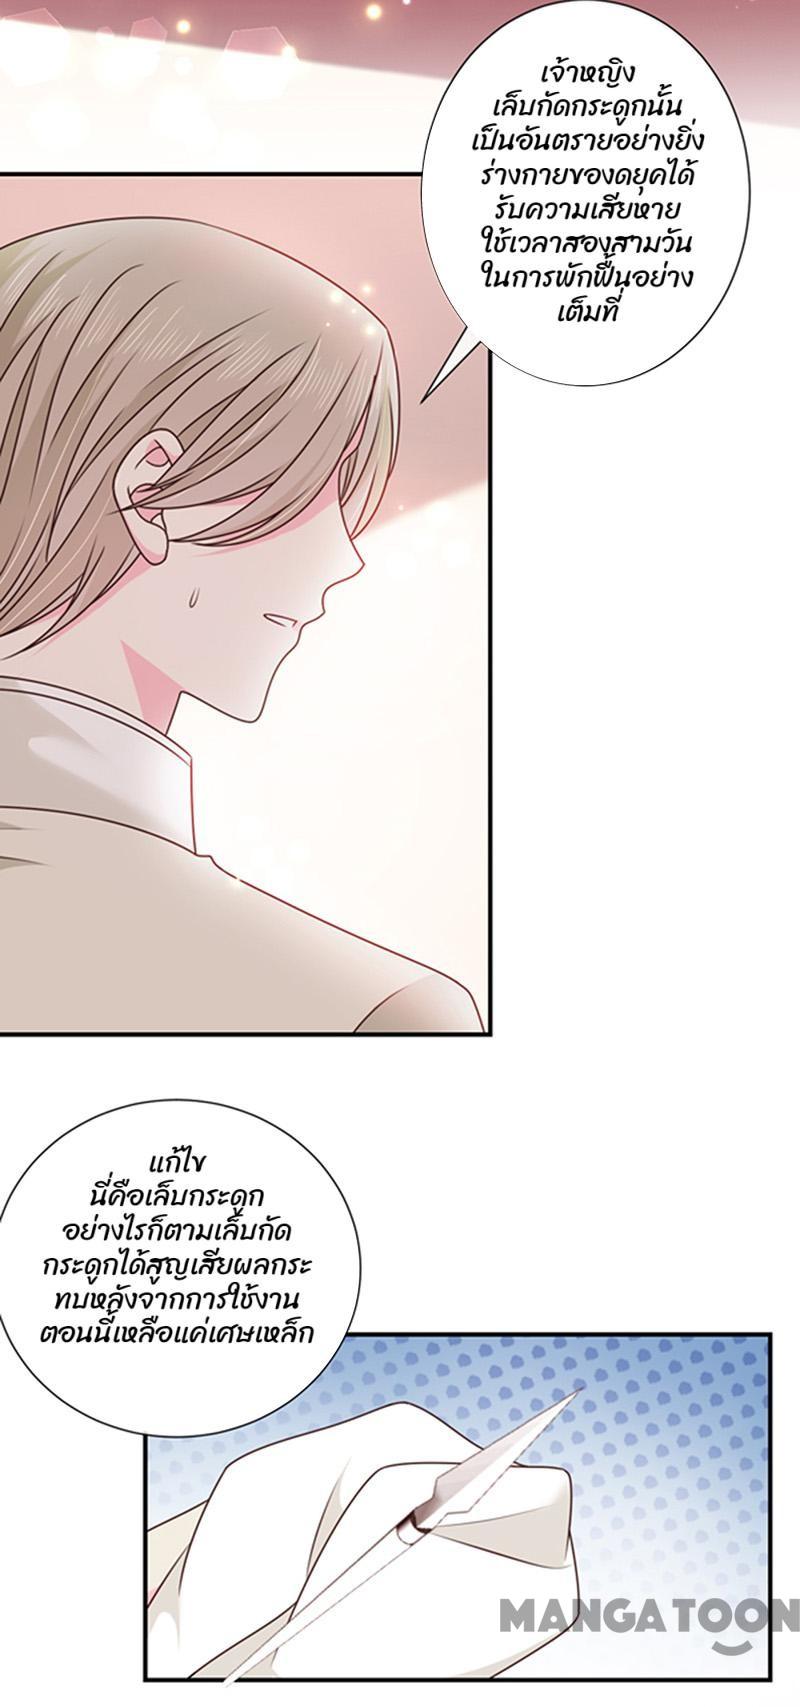 เจ้าหญิง
เล็บกัดกระดูกนั้น
เป็นอันตรายอย่างยิ่ง
ร่างกายของดยุคได้
รับความเสียหาย
ใช้เวลาสองสามวัน
ในการพักฟื้นอย่าง
เต็มที่
แก้ไข
นี่คือเล็บกระดูก
อย่างไรก็ตามเล็บกัด
กระดูกได้สูญเสียผลกระ
ทบหลังจากการใช้งาน
ตอนนี้เหลือแค่เศษเหล็ก
MANGATOON